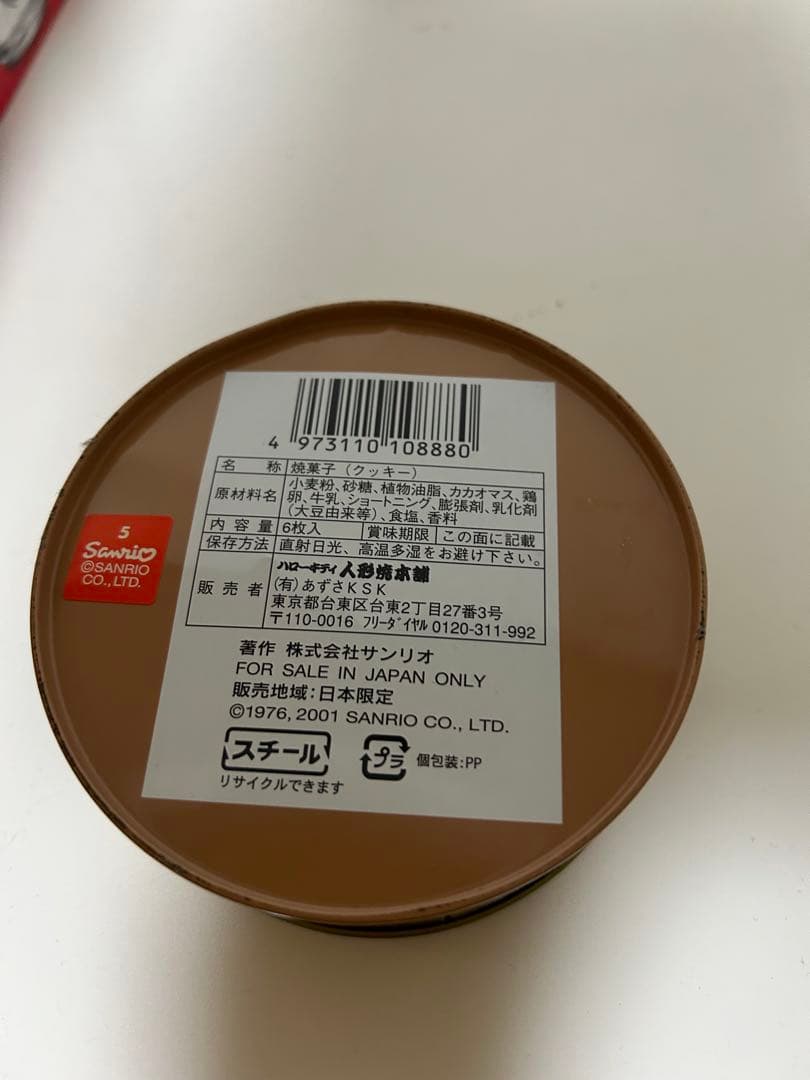 4 973110 108880
名称 焼菓子（クッキー）
原材料名 小麦粉、砂糖、植物油脂、カカオマス、鶏
卵、牛乳、ショートニング、膨張剤、乳化剤
（大豆由来等）、食塩、香料
内容量 6枚入 賞味期限 この面に記載
保存方法 直射日光、高温多湿をお避け下さい。
販売者 ハローキティ 人形焼本舗
(有)あずさKSK
東京都台東区台東2丁目27番3号
〒110-0016 フリーダイヤル 0120-311-992
著作 株式会社サンリオ
FOR SALE IN JAPAN ONLY
販売地域：日本限定
©1976, 2001 SANRIO CO., LTD.
スチール
リサイクルできます
プラ 個包装：PP
5
Sanrio
©SANRIO
CO., LTD.